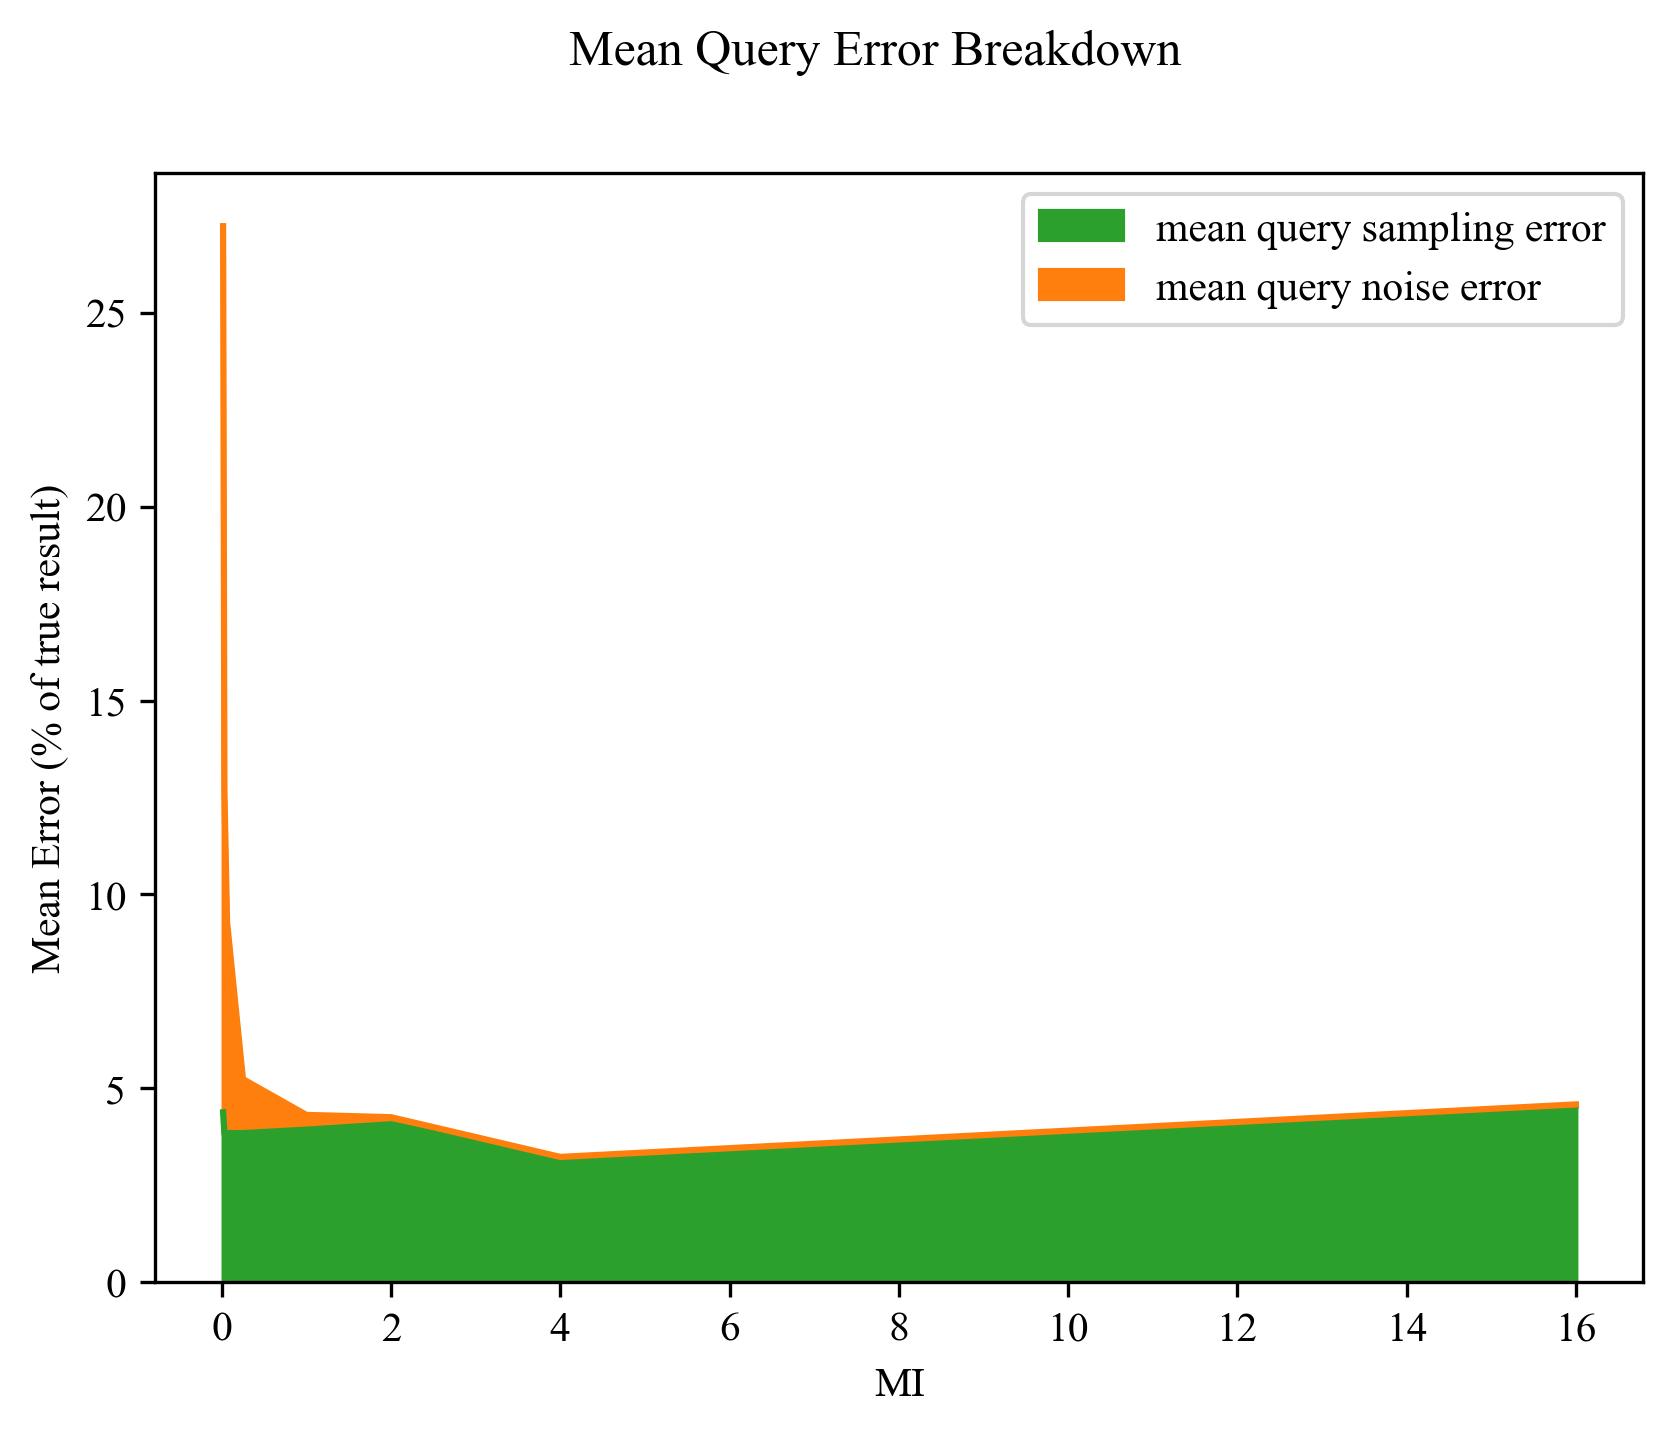 Mean Query Error Breakdown
mean query sampling error
mean query noise error
Mean Error (% of true result)
25
20
15
10
5
0
0 2 4 6 8 10 12 14 16
MI